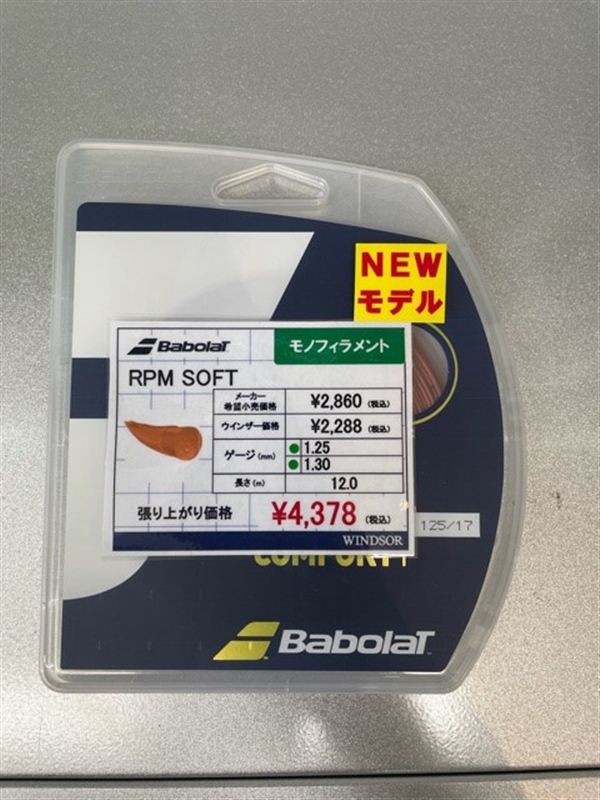 NEW
モデル
Babolat
モノフィラメント
RPM SOFT
メーカー
希望小売価格
¥2,860 (税込)
ウインザー価格
¥2,288 (税込)
ゲージ(mm)
1.25
1.30
長さ(m)
12.0
張り上がり価格
¥4,378 (税込)
WINDSOR
125/17
COMFORT+
Babolat